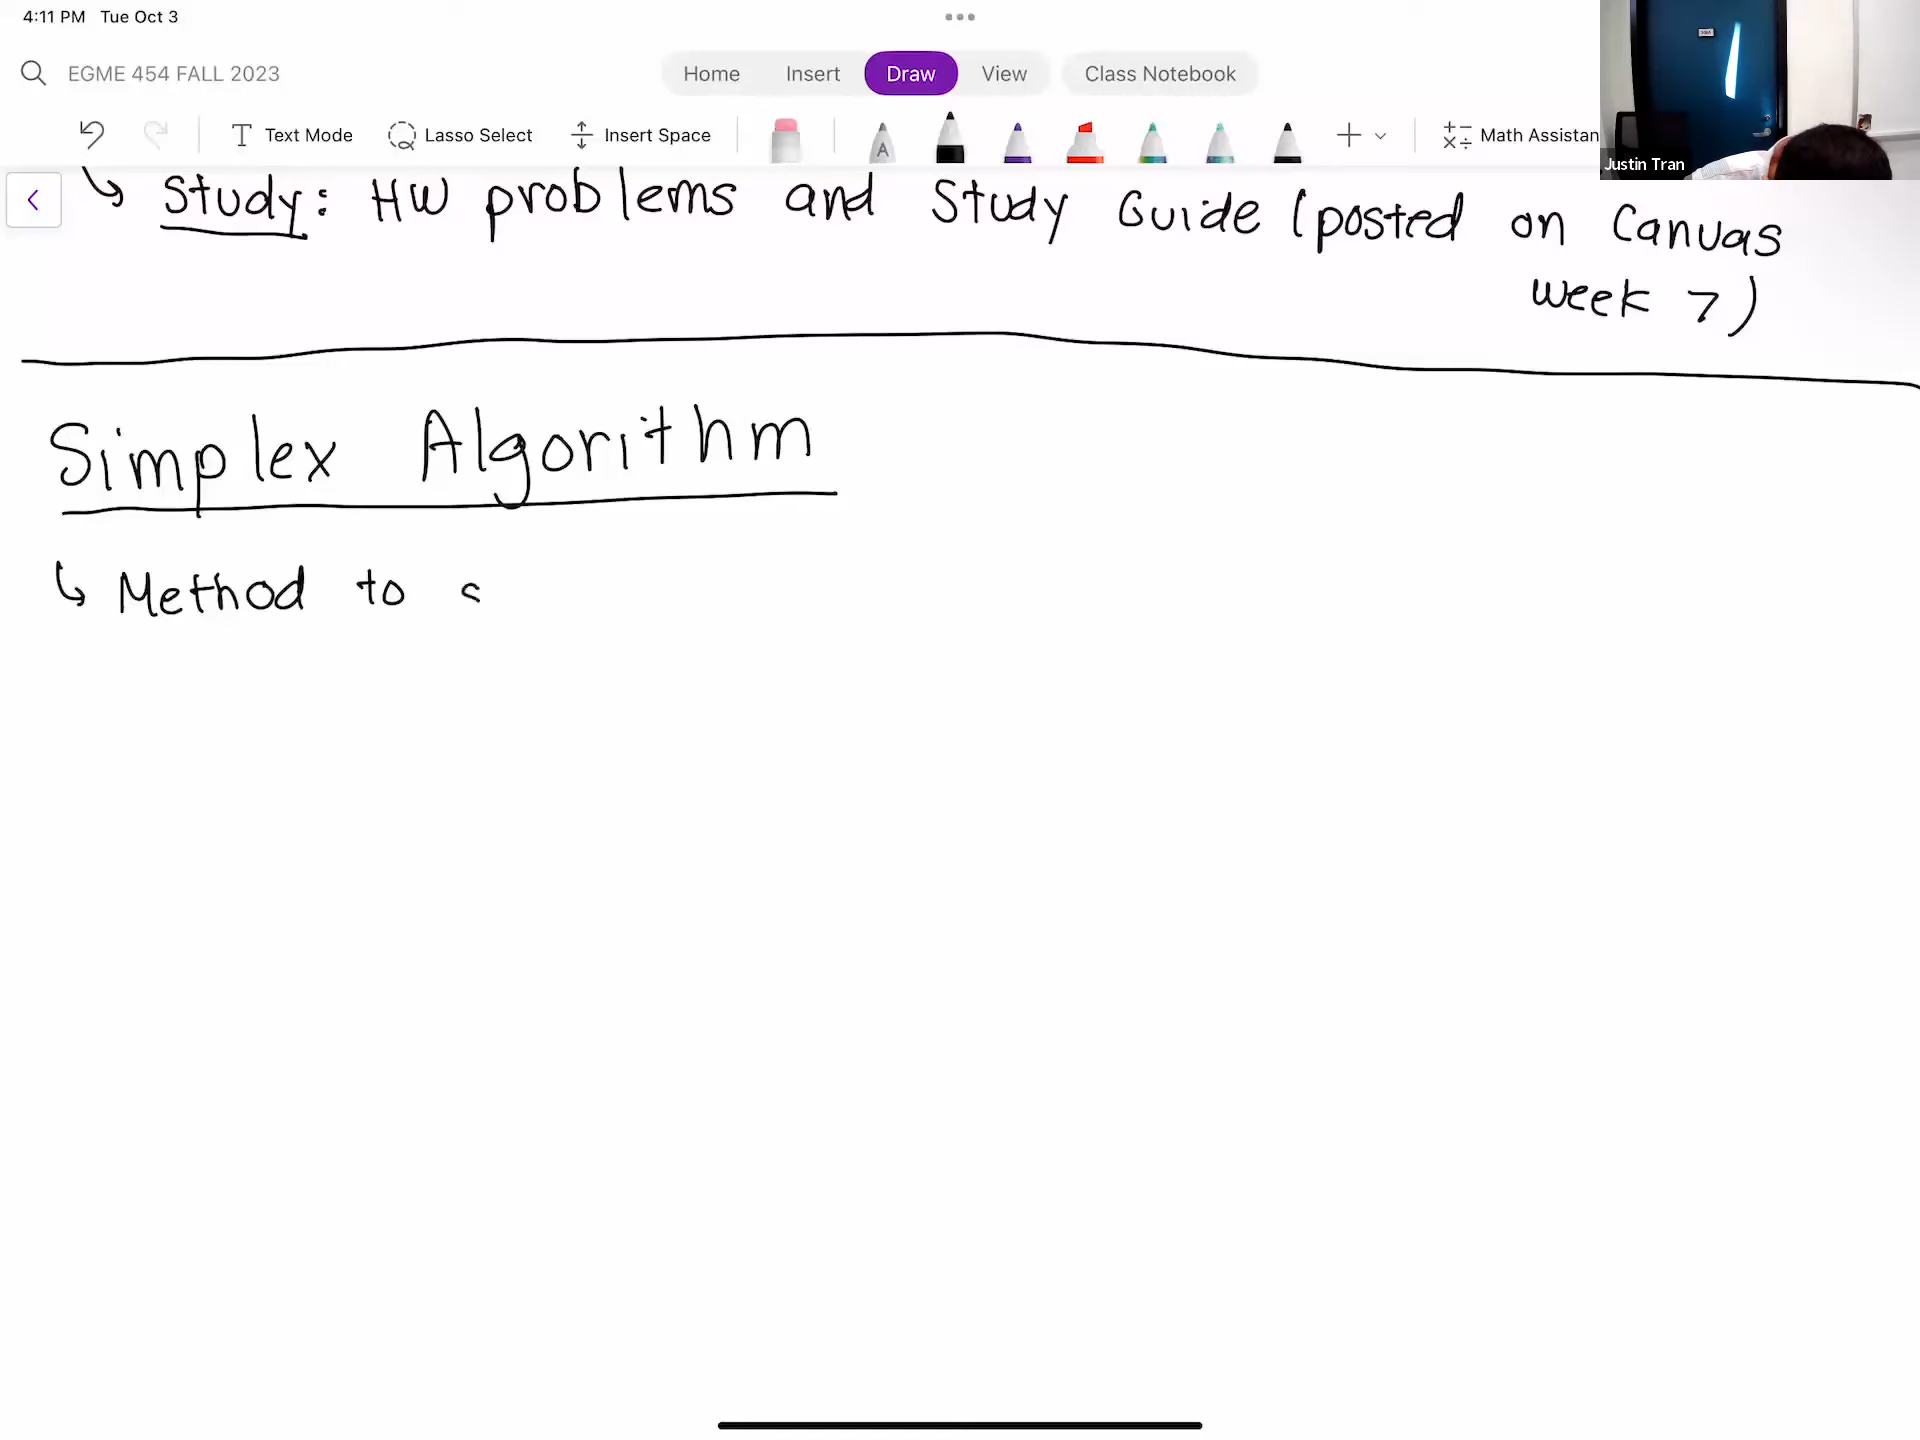 4:11 PM Tue Oct 3
EGME 454 FALL 2023
Home Insert Draw View Class Notebook
Text Mode Lasso Select Insert Space A Math Assistan
Justin Tran
Study: HW problems and Study Guide (posted on Canvas
week 7)
Simplex Algorithm
Method to